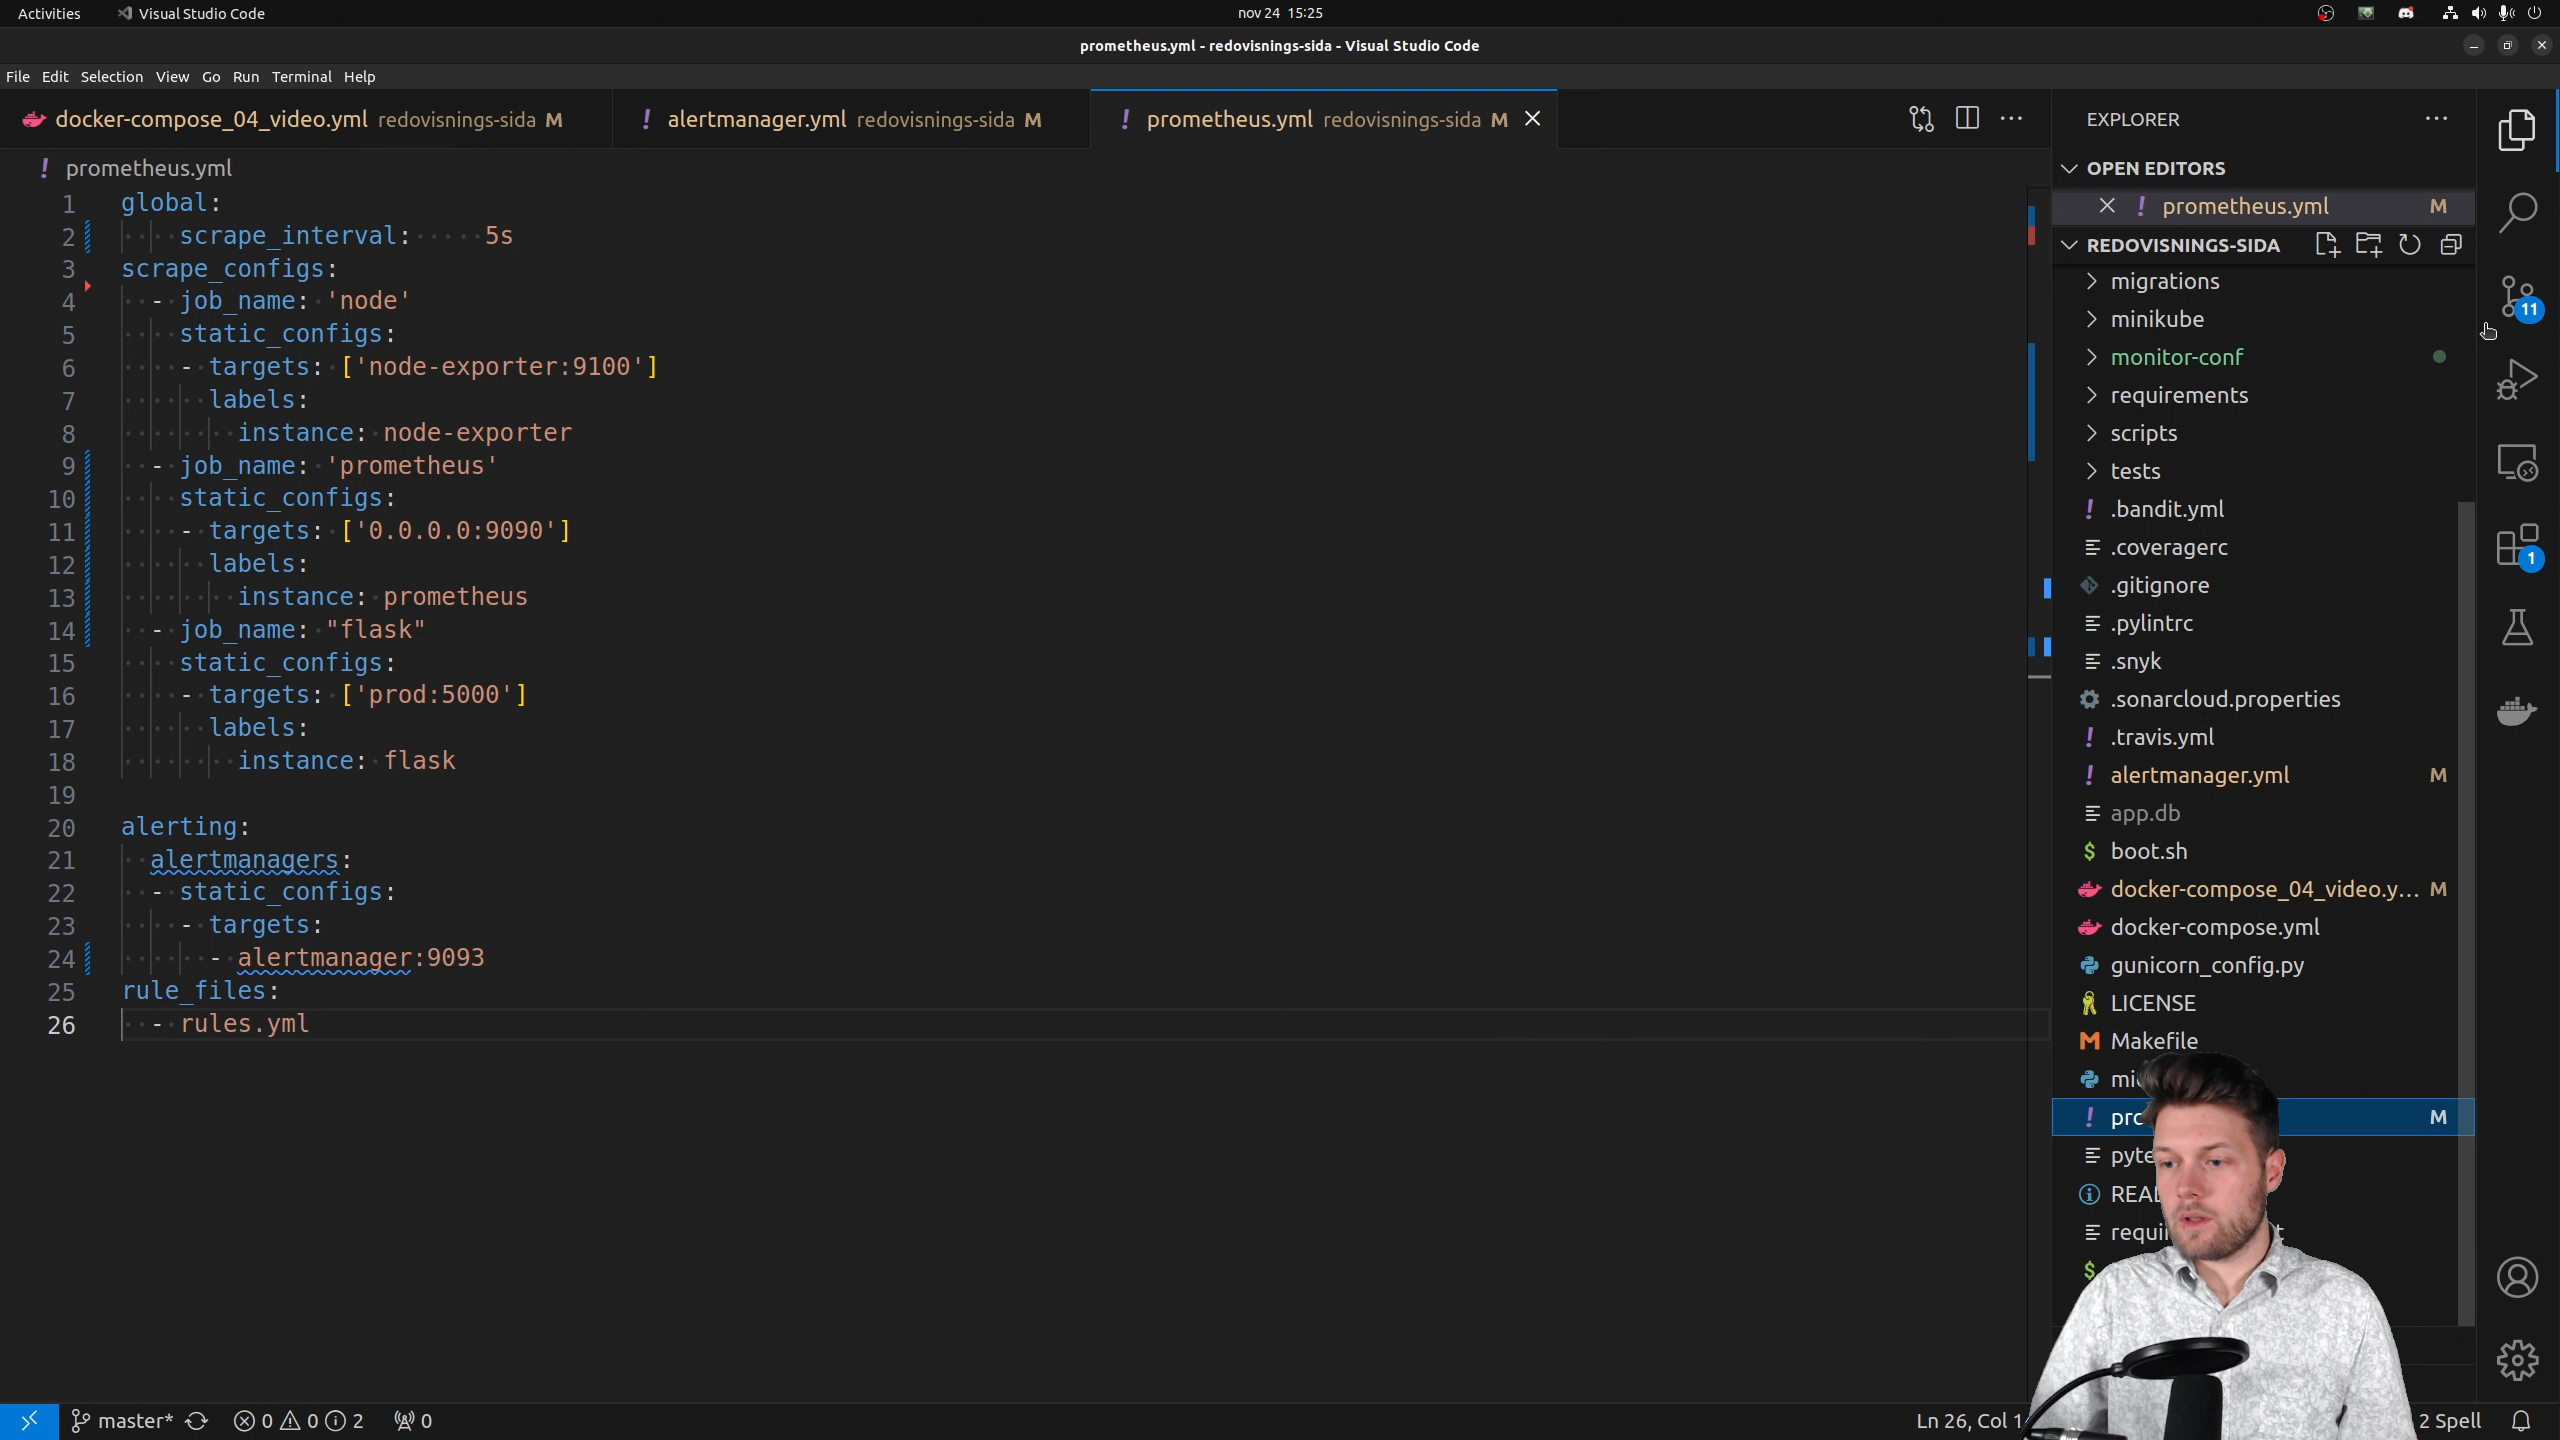 Activities
Visual Studio Code
nov 24 15:25
prometheus.yml - redovisnings-sida - Visual Studio Code
File Edit Selection View Go Run Terminal Help
docker-compose_04_video.yml redovisnings-sida M
alertmanager.yml redovisnings-sida M
prometheus.yml redovisnings-sida M
prometheus.yml
1 global:
2 scrape_interval: 5s
3 scrape_configs:
4 - job_name: 'node'
5 static_configs:
6 - targets: ['node-exporter:9100']
7 labels:
8 instance: node-exporter
9 - job_name: 'prometheus'
10 static_configs:
11 - targets: ['0.0.0.0:9090']
12 labels:
13 instance: prometheus
14 - job_name: "flask"
15 static_configs:
16 - targets: ['prod:5000']
17 labels:
18 instance: flask
19
20 alerting:
21 alertmanagers:
22 - static_configs:
23 - targets:
24 - alertmanager:9093
25 rule_files:
26 - rules.yml
EXPLORER
OPEN EDITORS
prometheus.yml M
REDOVISNINGS-SIDA
migrations
minikube
monitor-conf
requirements
scripts
tests
.bandit.yml
.coveragerc
.gitignore
.pylintrc
.snyk
.sonarcloud.properties
.travis.yml
alertmanager.yml M
app.db
boot.sh
docker-compose_04_video.y... M
docker-compose.yml
gunicorn_config.py
LICENSE
Makefile
M
11
1
master* 0 0 2 0
Ln 26, Col
2 Spell